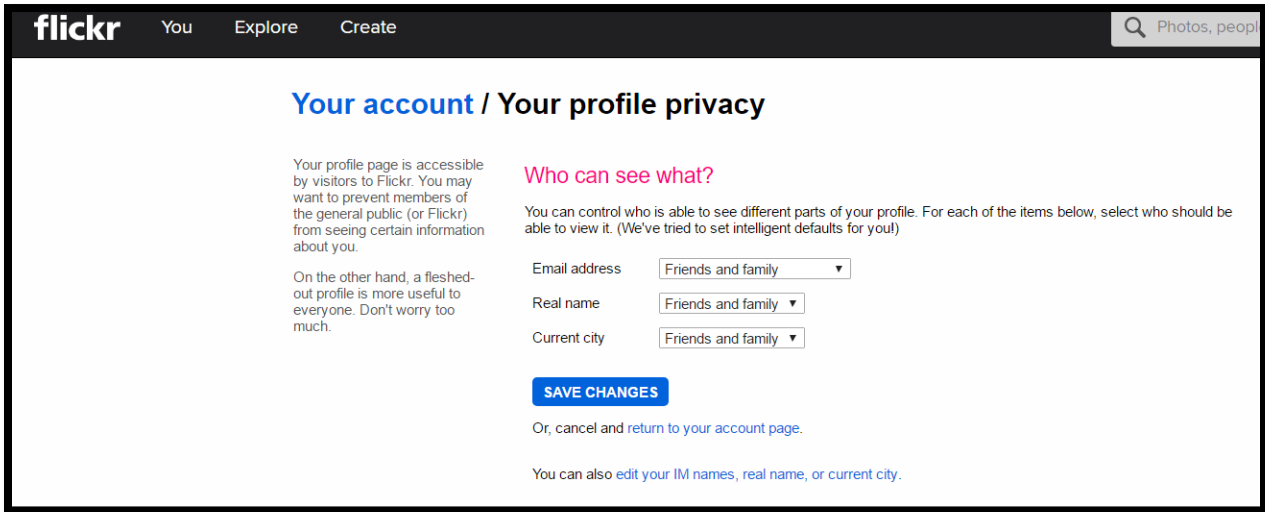 flickr You Explore Create Photos, people
Your account / Your profile privacy
Your profile page is accessible
by visitors to Flickr. You may
want to prevent members of
the general public (or Flickr)
from seeing certain information
about you.
On the other hand, a fleshed-
out profile is more useful to
everyone. Don't worry too
much.
Who can see what?
You can control who is able to see different parts of your profile. For each of the items below, select who should be
able to view it. (We've tried to set intelligent defaults for you!)
Email address Friends and family
Real name Friends and family
Current city Friends and family
SAVE CHANGES
Or, cancel and return to your account page.
You can also edit your IM names, real name, or current city.